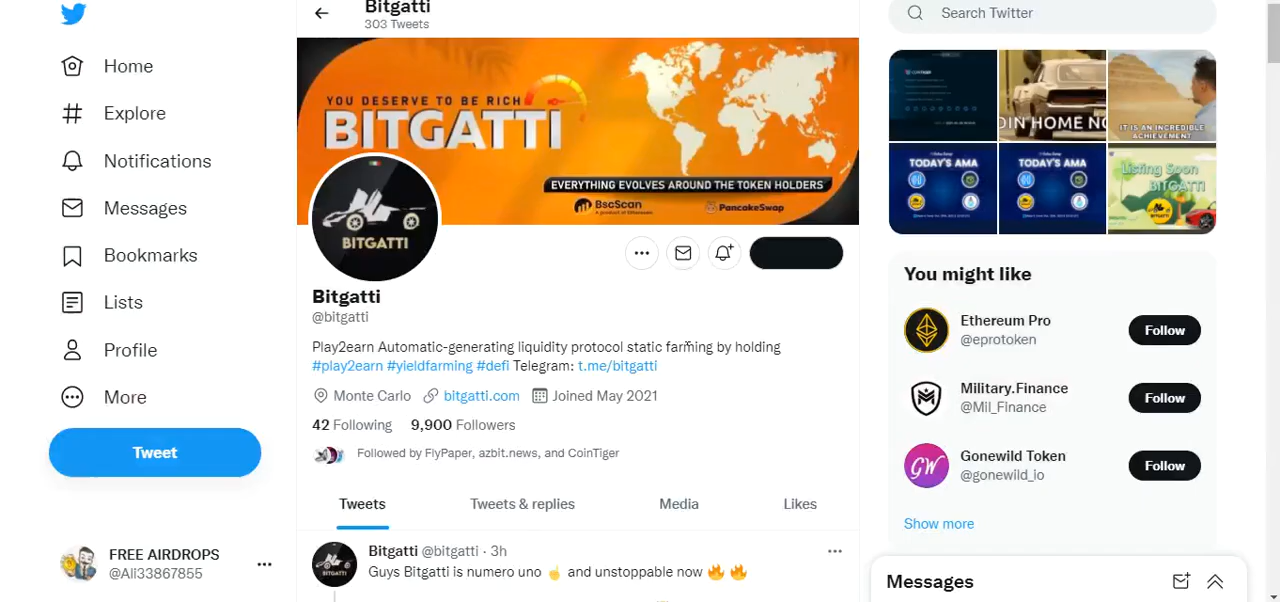 Bitgatti
303 Tweets
Search Twitter
Home
Explore
Notifications
Messages
Bookmarks
Lists
Profile
More
Tweet
FREE AIRDROPS
@Ali33867855
YOU DESERVE TO BE RICH
BITGATTI
EVERYTHING EVOLVES AROUND THE TOKEN HOLDERS
BscScan
PancakeSwap
BITGATTI
Bitgatti
@bitgatti
Play2earn Automatic-generating liquidity protocol static farming by holding
#play2earn #yieldfarming #defi Telegram: t.me/bitgatti
Monte Carlo bitgatti.com Joined May 2021
42 Following 9,900 Followers
Followed by FlyPaper, azbit.news, and CoinTiger
Tweets Tweets & replies Media Likes
Bitgatti @bitgatti · 3h
Guys Bitgatti is numero uno ☝ and unstoppable now 🔥 🔥
BITGATTI
OIN HOME NO
IT IS AN INCREDIBLE
ACHIEVEMENT
TODAY'S AMA
TODAY'S AMA
Listing Soon
BITGATTI
You might like
Ethereum Pro
@eprotoken
Follow
Military.Finance
@Mil_Finance
Follow
Gonewild Token
@gonewild_io
Follow
GW
Show more
Messages